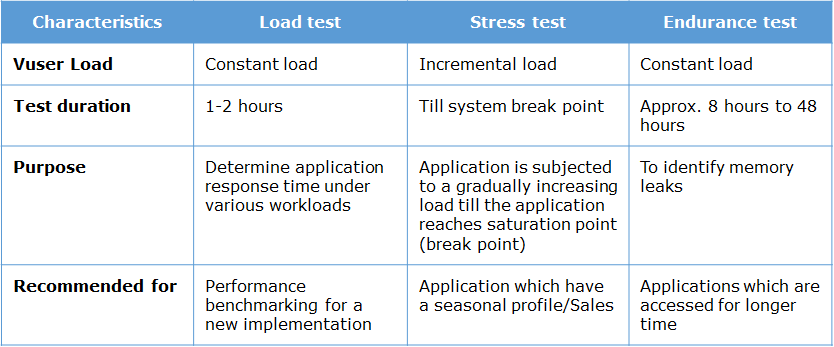 Characteristics Load test Stress test Endurance test
Vuser Load Constant load Incremental load Constant load
Test duration 1-2 hours Till system break point Approx. 8 hours to 48
hours
Purpose Determine application Application is subjected To identify memory
response time under to a gradually increasing leaks
various workloads load till the application
reaches saturation point
(break point)
Recommended for Performance Application which have Applications which are
benchmarking for a a seasonal profile/Sales accessed for longer
new implementation time